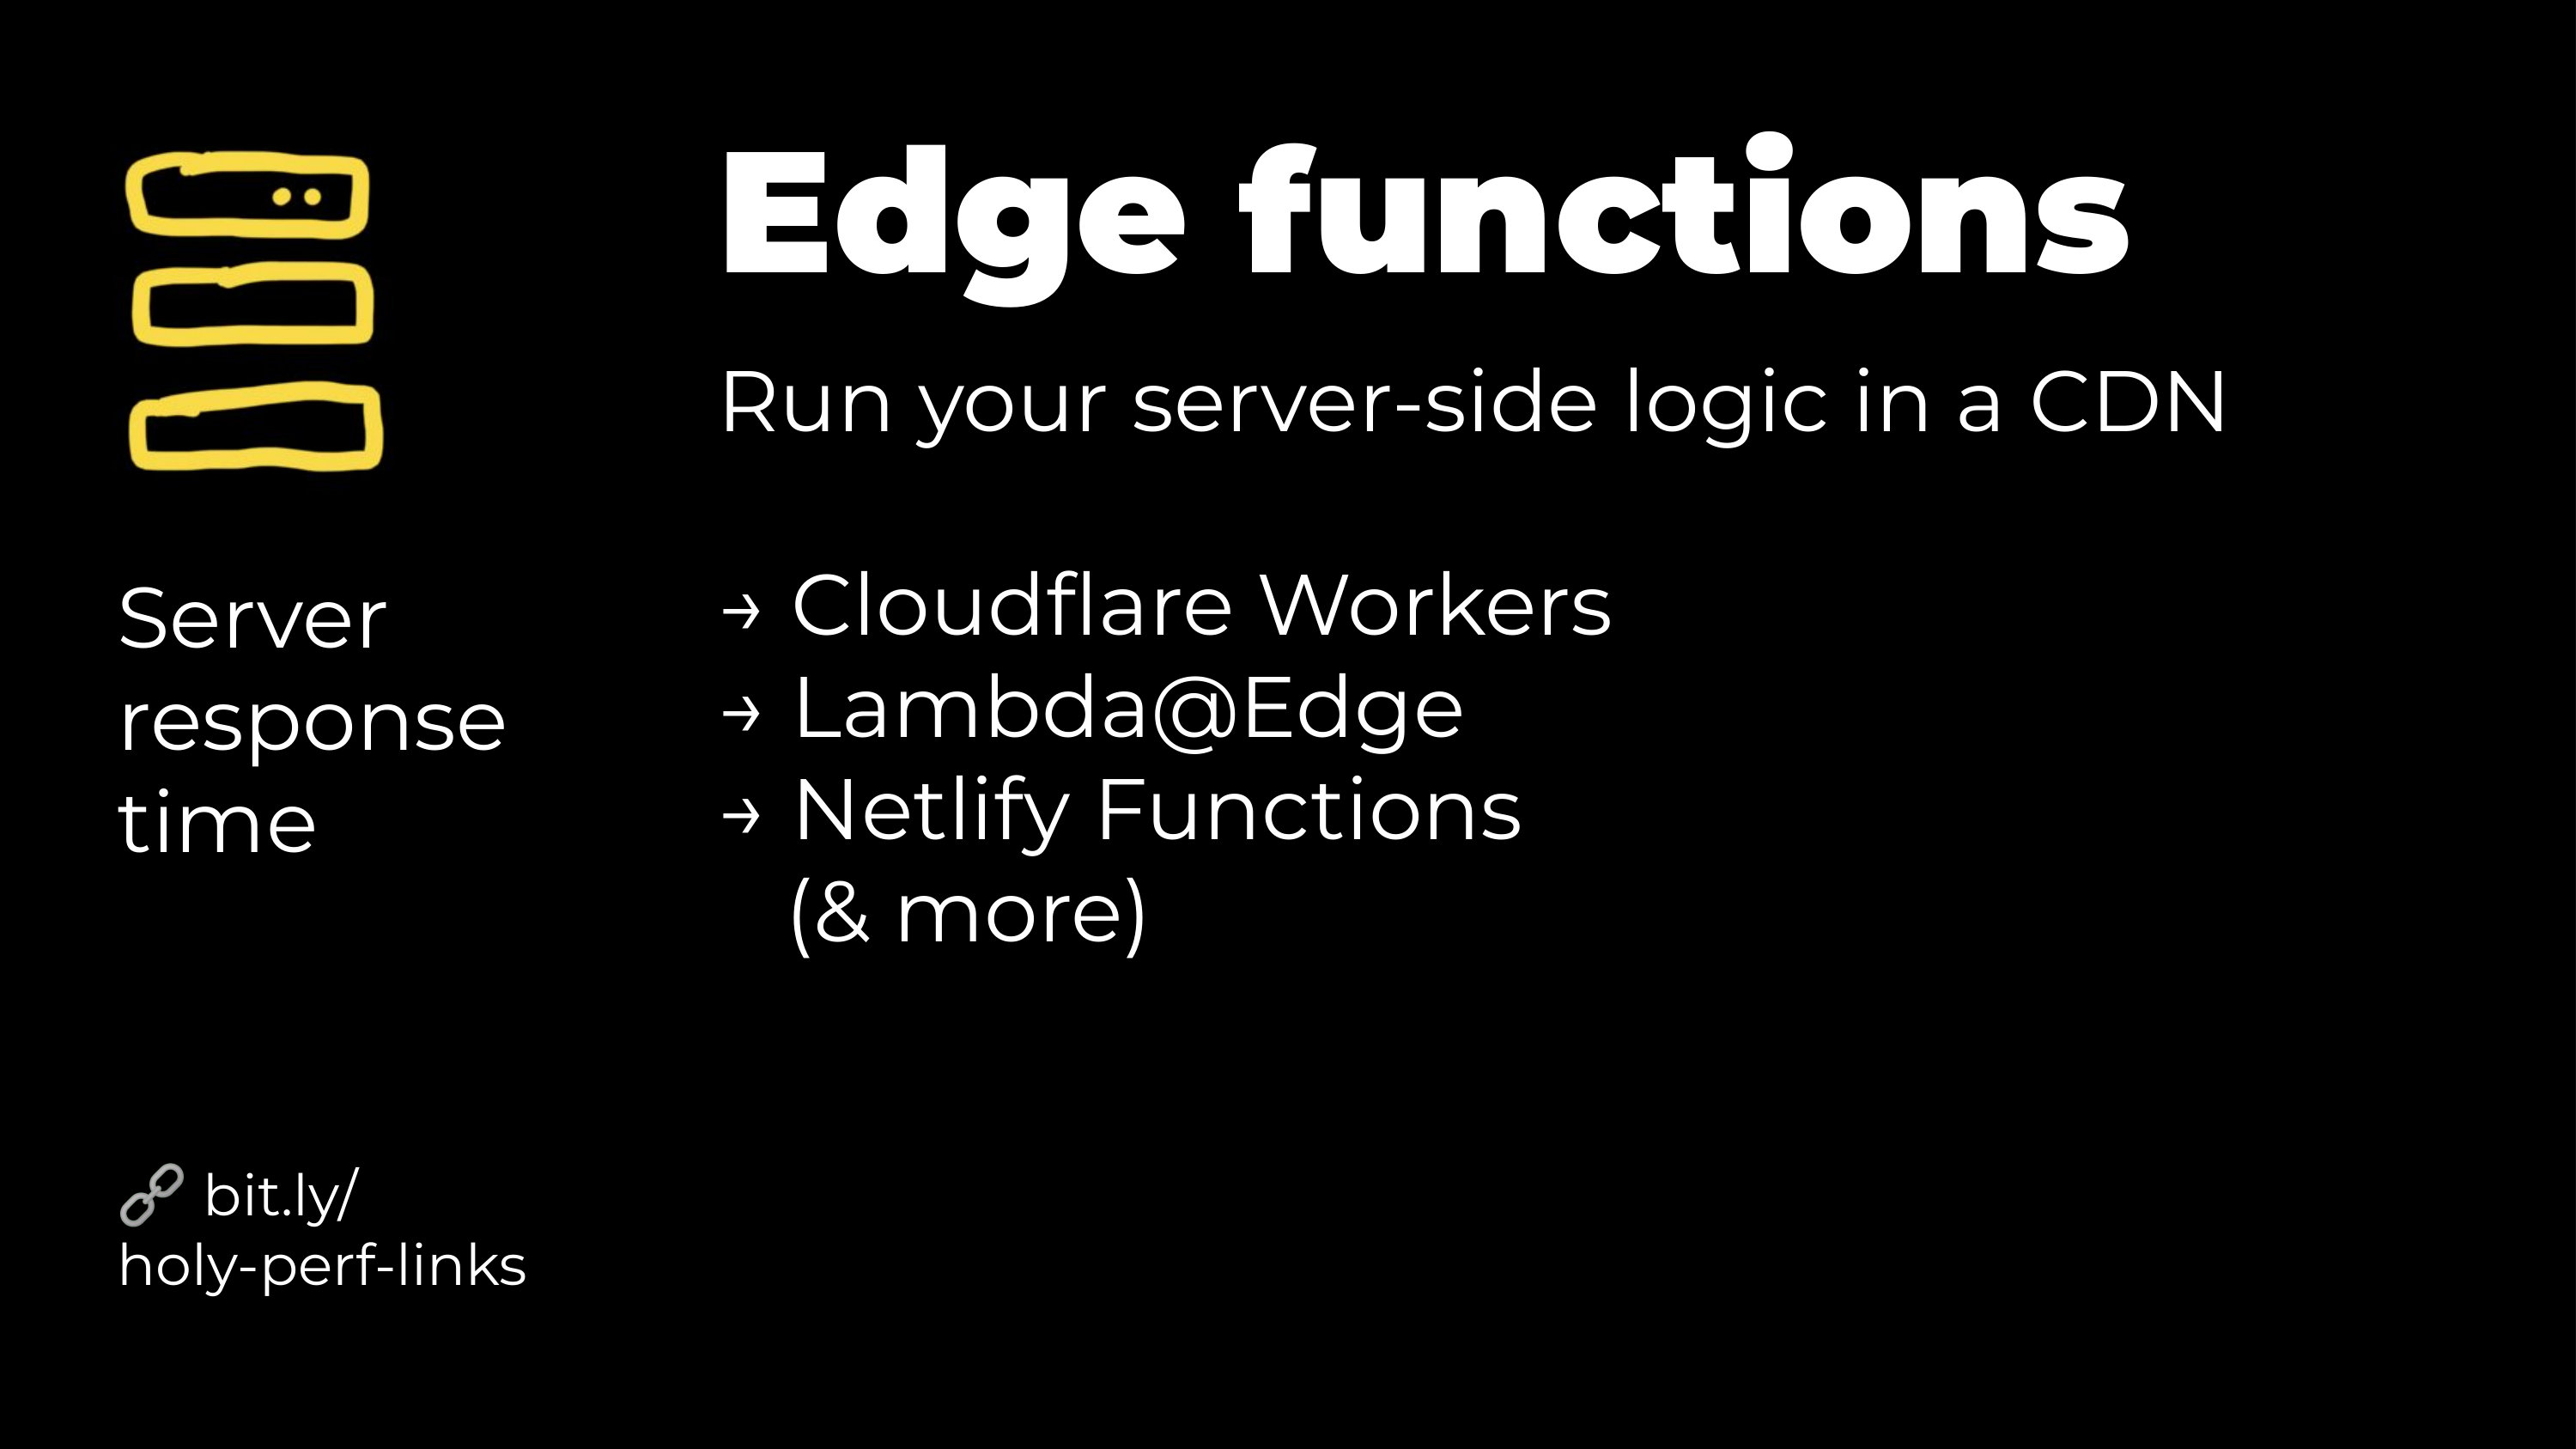 Edge functions
Run your server-side logic in a CDN
Server
response
time
→ Cloudflare Workers
→ Lambda@Edge
→ Netlify Functions
(& more)
🔗 bit.ly/
holy-perf-links